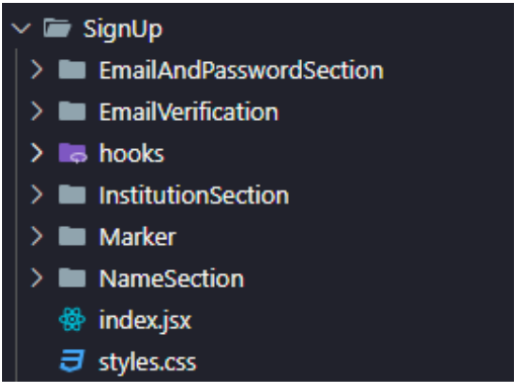 SignUp
EmailAndPasswordSection
EmailVerification
hooks
InstitutionSection
Marker
NameSection
index.jsx
styles.css